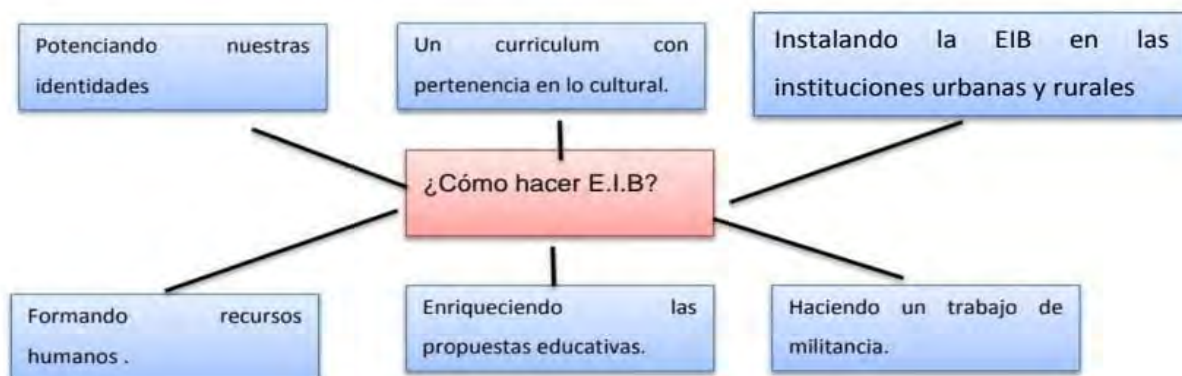 Potenciando nuestras
identidades
Un curriculum con
pertenencia en lo cultural.
Instalando la EIB en las
instituciones urbanas y rurales
¿Cómo hacer E.I.B?
Formando recursos
humanos .
Enriqueciendo las
propuestas educativas.
Haciendo un trabajo de
militancia.